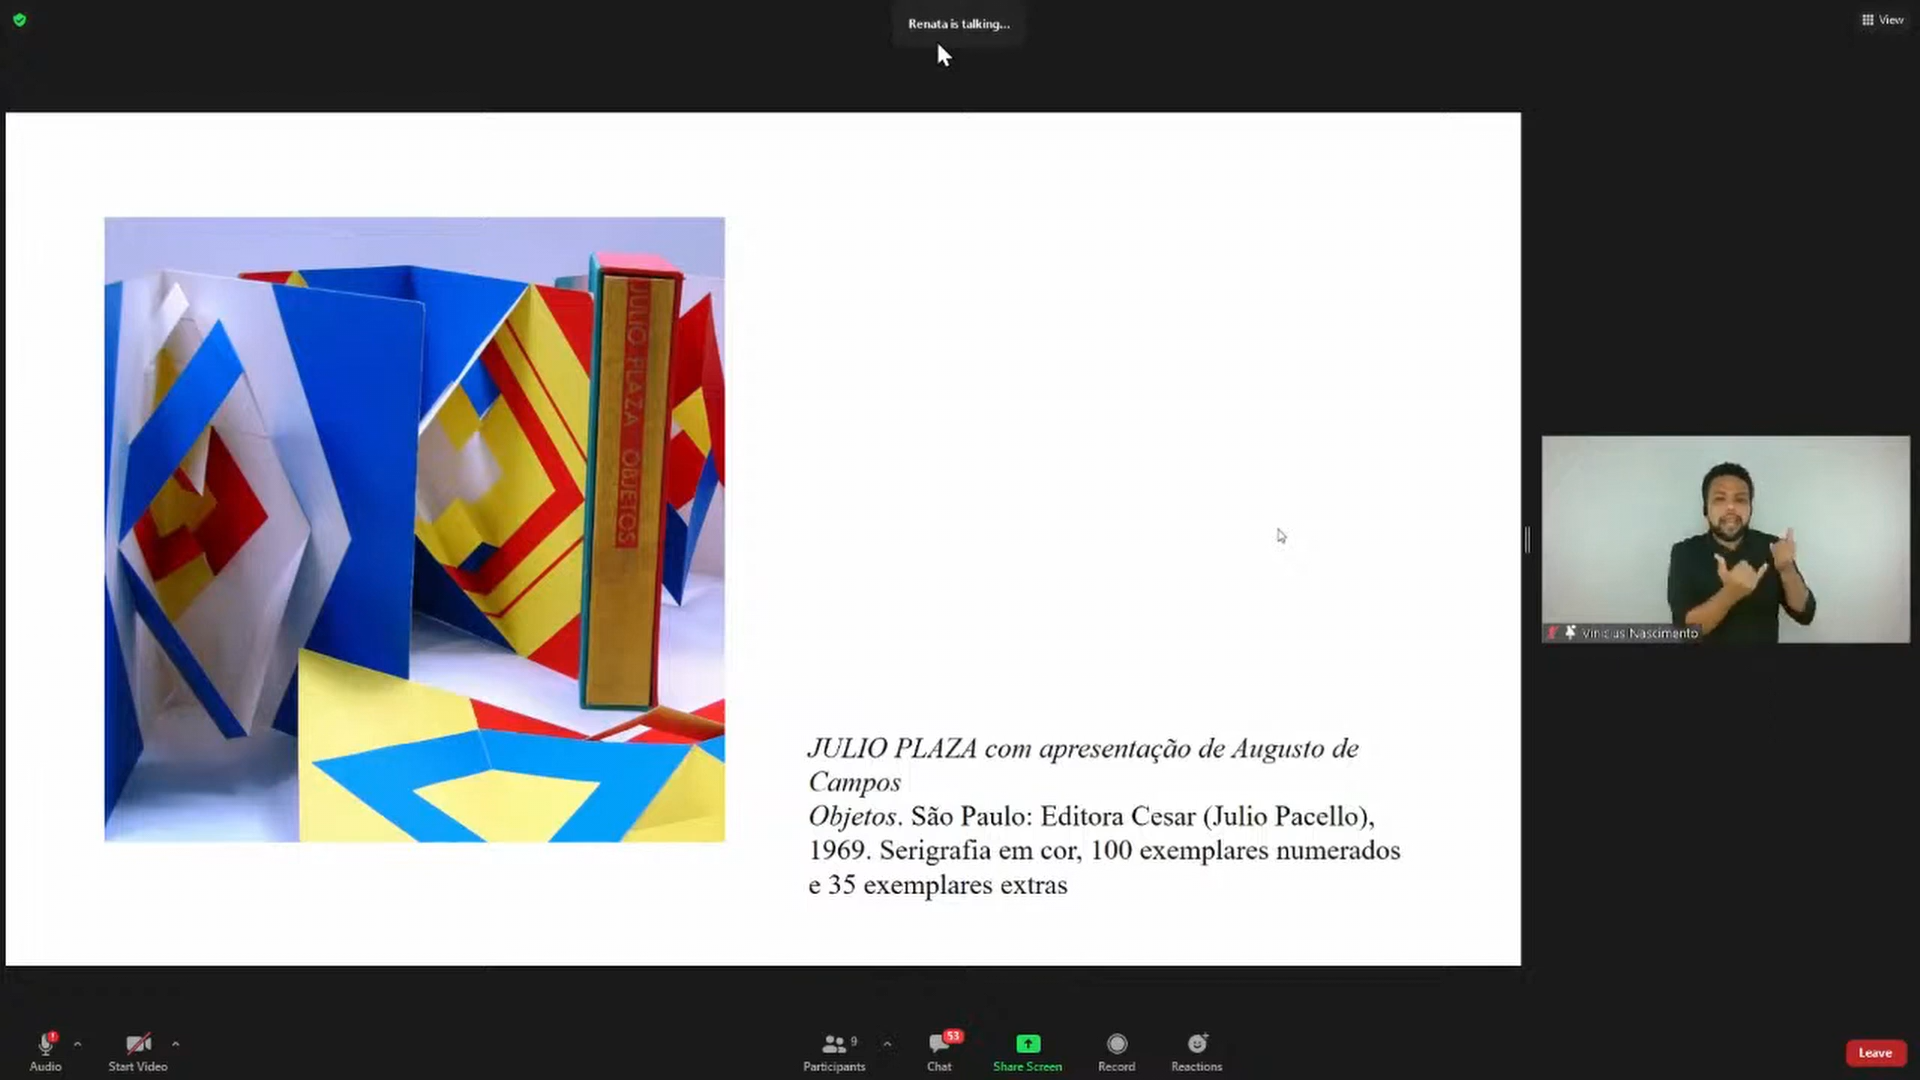 Renata is talking...
View
JULIO PLAZA OBJETOS
JULIO PLAZA com apresentação de Augusto de
Campos
Objetos. São Paulo: Editora Cesar (Julio Pacello),
1969. Serigrafia em cor, 100 exemplares numerados
e 35 exemplares extras
Vinicius Nascimento
Audio
Start Video
Participants
9
Chat
53
Share Screen
Record
Reactions
Leave